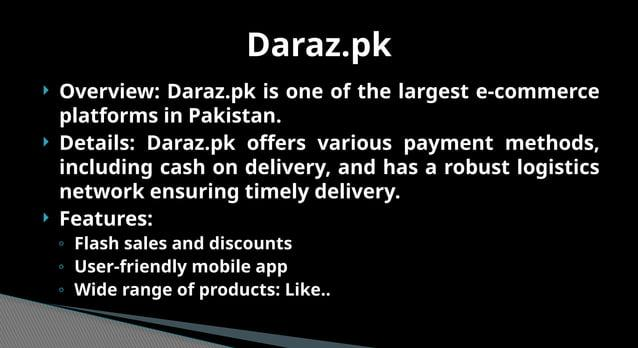 Daraz.pk
Overview: Daraz.pk is one of the largest e-commerce
platforms in Pakistan.
Details: Daraz.pk offers various payment methods,
including cash on delivery, and has a robust logistics
network ensuring timely delivery.
Features:
Flash sales and discounts
User-friendly mobile app
Wide range of products: Like..